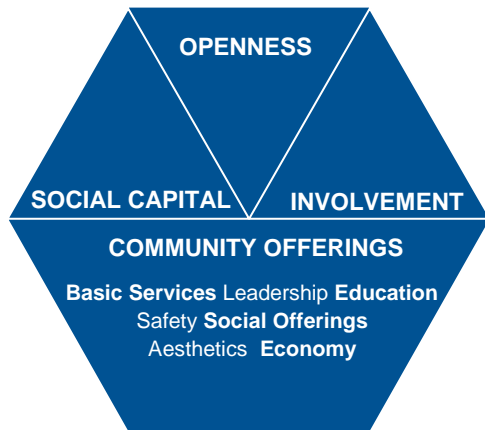 OPENNESS
SOCIAL CAPITAL
INVOLVEMENT
COMMUNITY OFFERINGS
Basic Services Leadership Education
Safety Social Offerings
Aesthetics Economy